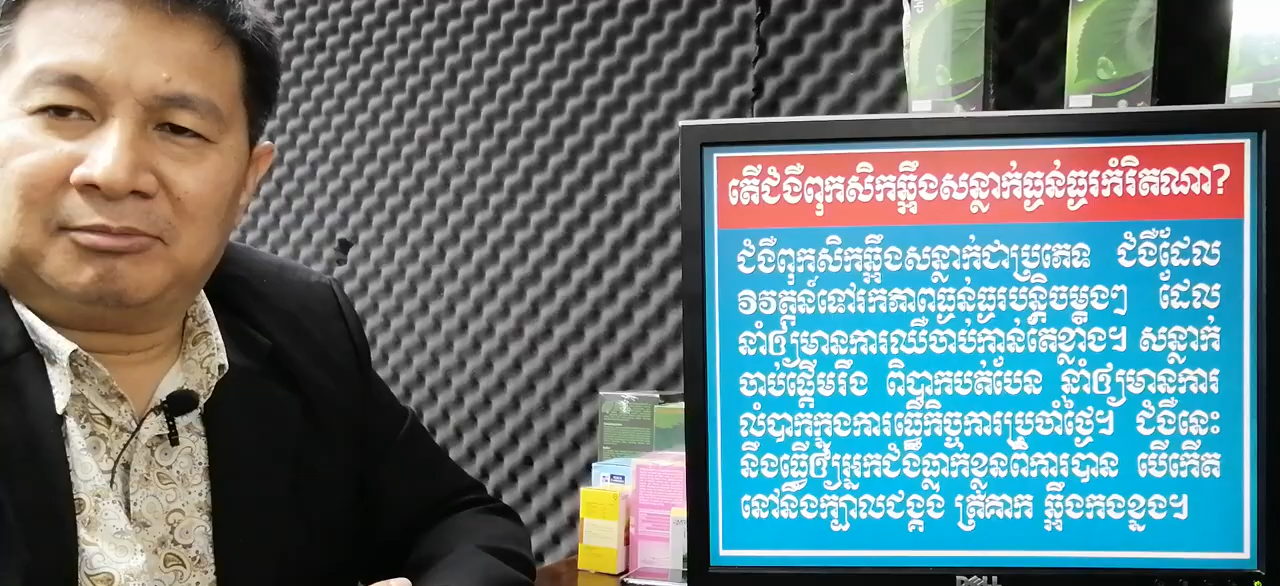 តើជំងឺពុកសិកឆ្អឹងសន្លាក់ធ្ងន់ធ្ងរកំរិតណា?
ជំងឺពុកសិកឆ្អឹងសន្លាក់ជាប្រភេទ ជំងឺដែល
វិវត្តន៍ទៅរកភាពធ្ងន់ធ្ងរបន្តិចម្តងៗ ដែល
នាំឲ្យមានការឈឺចាប់កាន់តែខ្លាំង។ សន្លាក់
ចាប់ផ្តើមរឹង ពិបាកបត់បែន នាំឲ្យមានការ
លំបាកក្នុងការធ្វើកិច្ចការប្រចាំថ្ងៃ។ ជំងឺនេះ
នឹងធ្វើឲ្យអ្នកជំងឺធ្លាក់ខ្លួនពិការបាន បើកើត
នៅនឹងក្បាលជង្គង់ ត្រគាក ឆ្អឹងកងខ្នង។
DELL